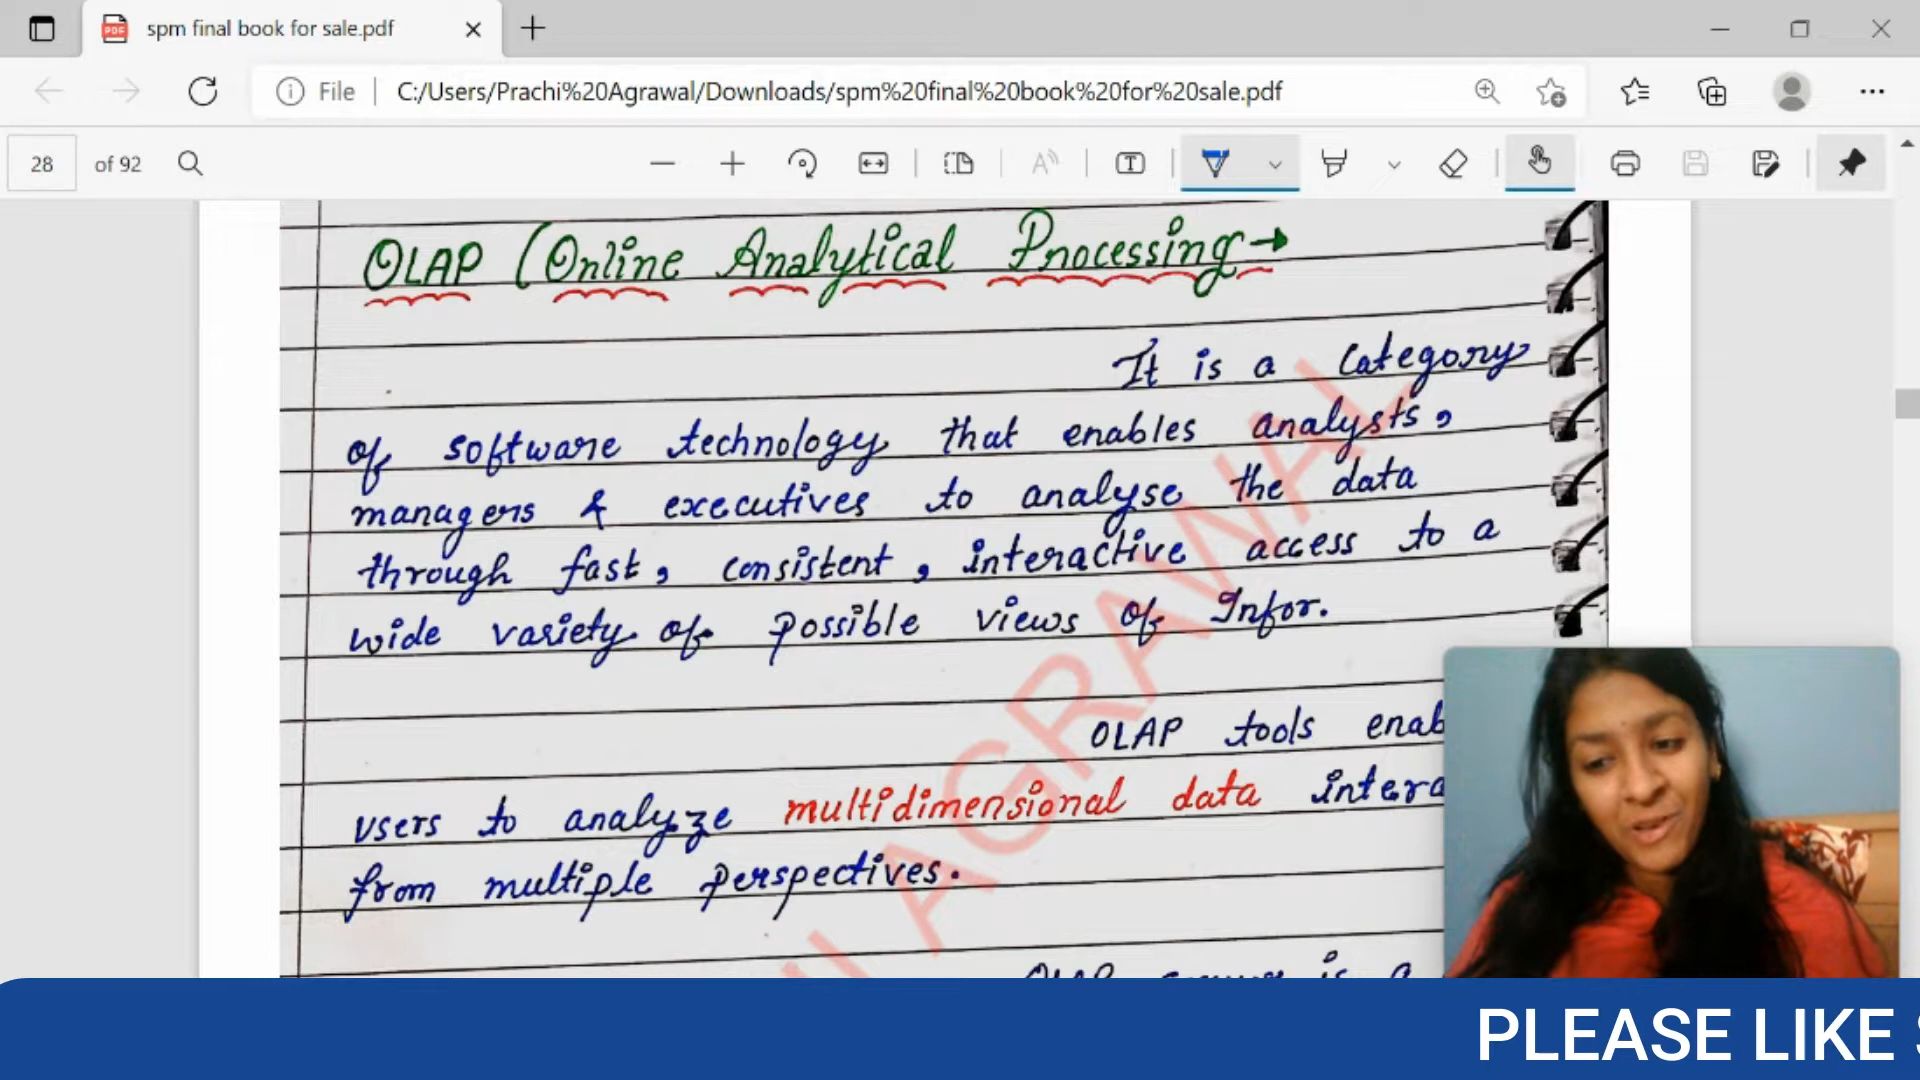 spm final book for sale.pdf
File C:/Users/Prachi%20Agrawal/Downloads/spm%20final%20book%20for%20sale.pdf
28 of 92
OLAP (Online Analytical Processing →
It is a Category
of software technology that enables analysts,
managers & executives to analyse the data
through fast, consistent, interactive access to a
wide variety of possible views of Infor.
OLAP tools enab
users to analyze multidimensional data intera
from multiple perspectives.
OLAP is a
AGRAWAL
PLEASE LIKE